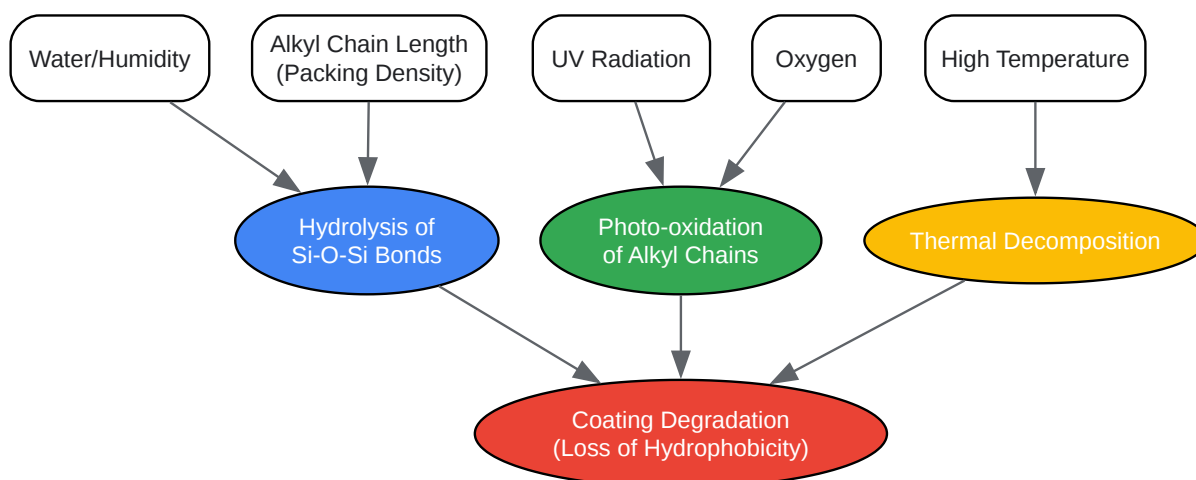 Water/Humidity
Alkyl Chain Length
(Packing Density)
UV Radiation
Oxygen
High Temperature
Hydrolysis of
Si-O-Si Bonds
Photo-oxidation
of Alkyl Chains
Thermal Decomposition
Coating Degradation
(Loss of Hydrophobicity)